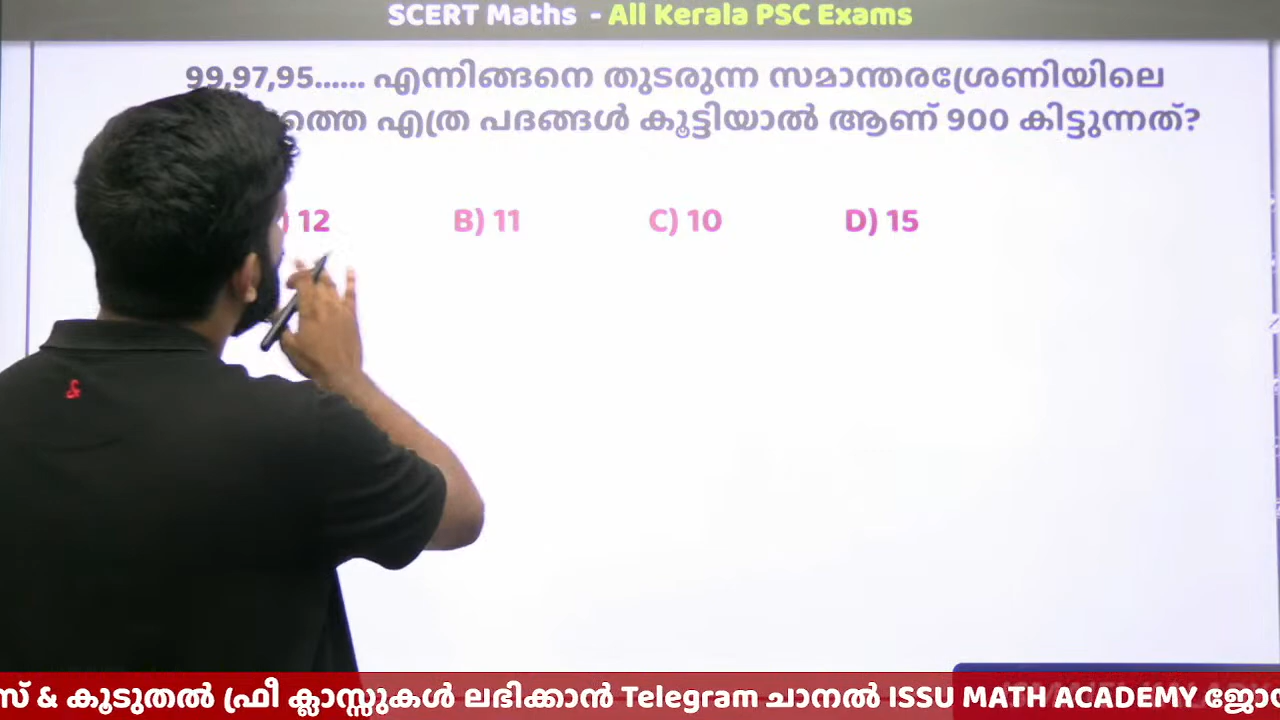 SCERT Maths - All Kerala PSC Exams
99,97,95...... എന്നിങ്ങനെ തുടരുന്ന സമാന്തരശ്രേണിയിലെ
എത്ര പദങ്ങൾ കൂട്ടിയാൽ ആണ് 900 കിട്ടുന്നത്?
) 12 B) 11 C) 10 D) 15
& കൂടുതൽ ഫ്രീ ക്ലാസ്സുകൾ ലഭിക്കാൻ Telegram ചാനൽ ISSU MATH ACADEMY